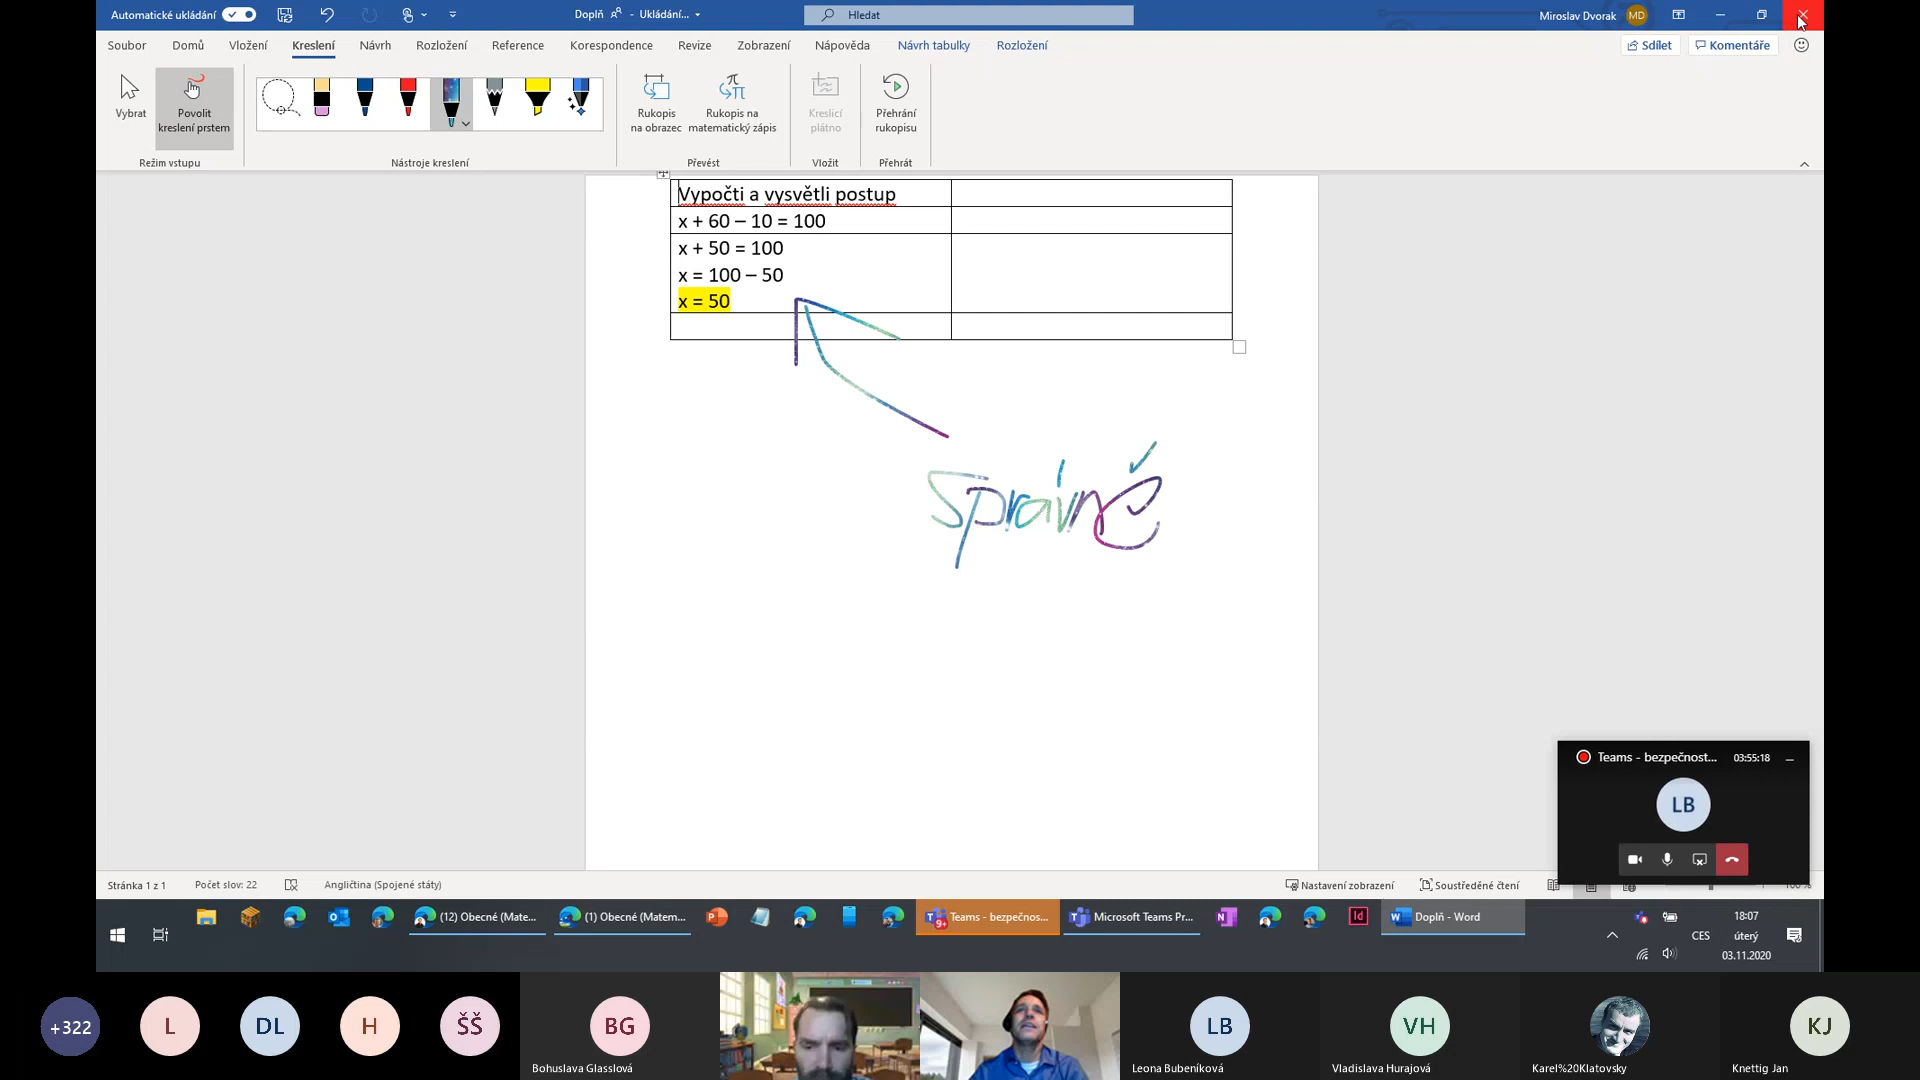 Automatické ukládání
Doplň - Ukládání...
Hledat
Miroslav Dvorak MD
Soubor Domů Vložení Kreslení Návrh Rozložení Reference Korespondence Revize Zobrazení Nápověda Návrh tabulky Rozložení
Sdílet Komentáře
Vybrat
Povolit
kreslení prstem
Rukopis
na obrazec
Rukopis na
matematický zápis
Kreslicí
plátno
Přehrání
rukopisu
Režim vstupu Nástroje kreslení Převést Vložit Přehrát
Vypočti a vysvětli postup
x + 60 – 10 = 100
x + 50 = 100
x = 100 – 50
x = 50
Správně
Teams - bezpečnost... 03:55:18
LB
Stránka 1 z 1 Počet slov: 22 Angličtina (Spojené státy) Nastavení zobrazení Soustředěné čtení
(12) Obecné (Mate... (1) Obecné (Matem... Teams - bezpečnos... Microsoft Teams Pr... Doplň - Word
9+
Id
CES
18:07
úterý
03.11.2020
+322 L DL H ŠŠ BG LB VH KJ
Bohuslava Glasslová Leona Bubeníková Vladislava Hurajová Karel%20Klatovsky Knettig Jan